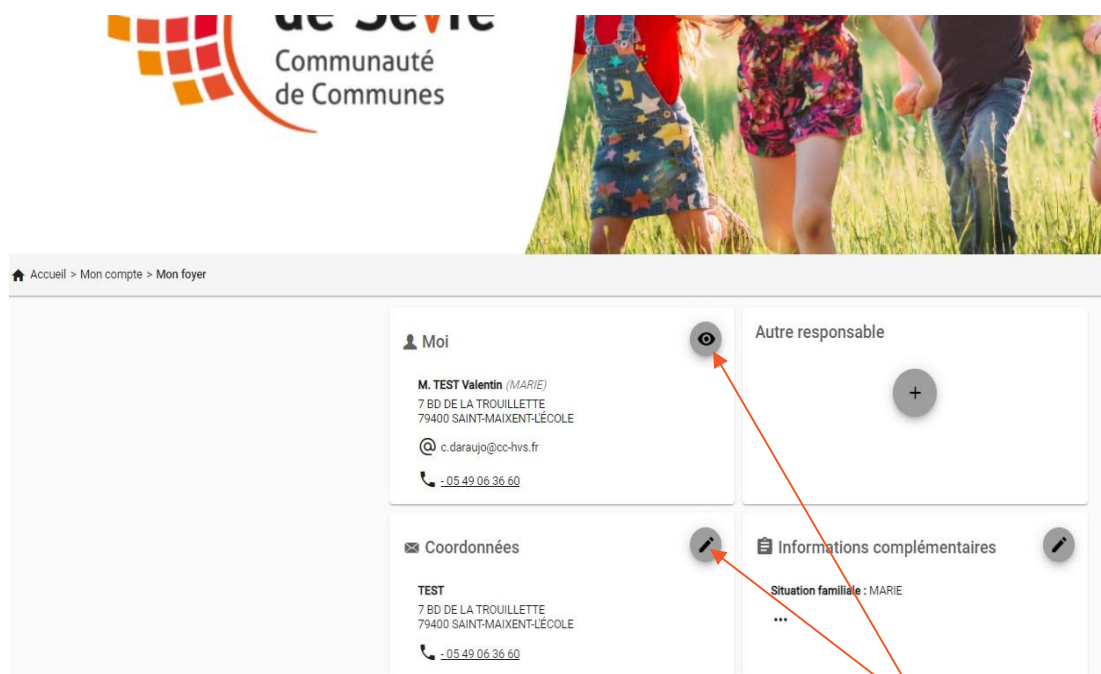 de Sèvre
Communauté
de Communes
Accueil > Mon compte > Mon foyer
Moi
M. TEST Valentin (MARIE)
7 BD DE LA TROUILLETTE
79400 SAINT-MAIXENT-L'ÉCOLE
c.daraujo@cc-hvs.fr
- 05 49 06 36 60
Autre responsable
+
Coordonnées
TEST
7 BD DE LA TROUILLETTE
79400 SAINT-MAIXENT-L'ÉCOLE
- 05 49 06 36 60
Informations complémentaires
Situation familiale : MARIE
...